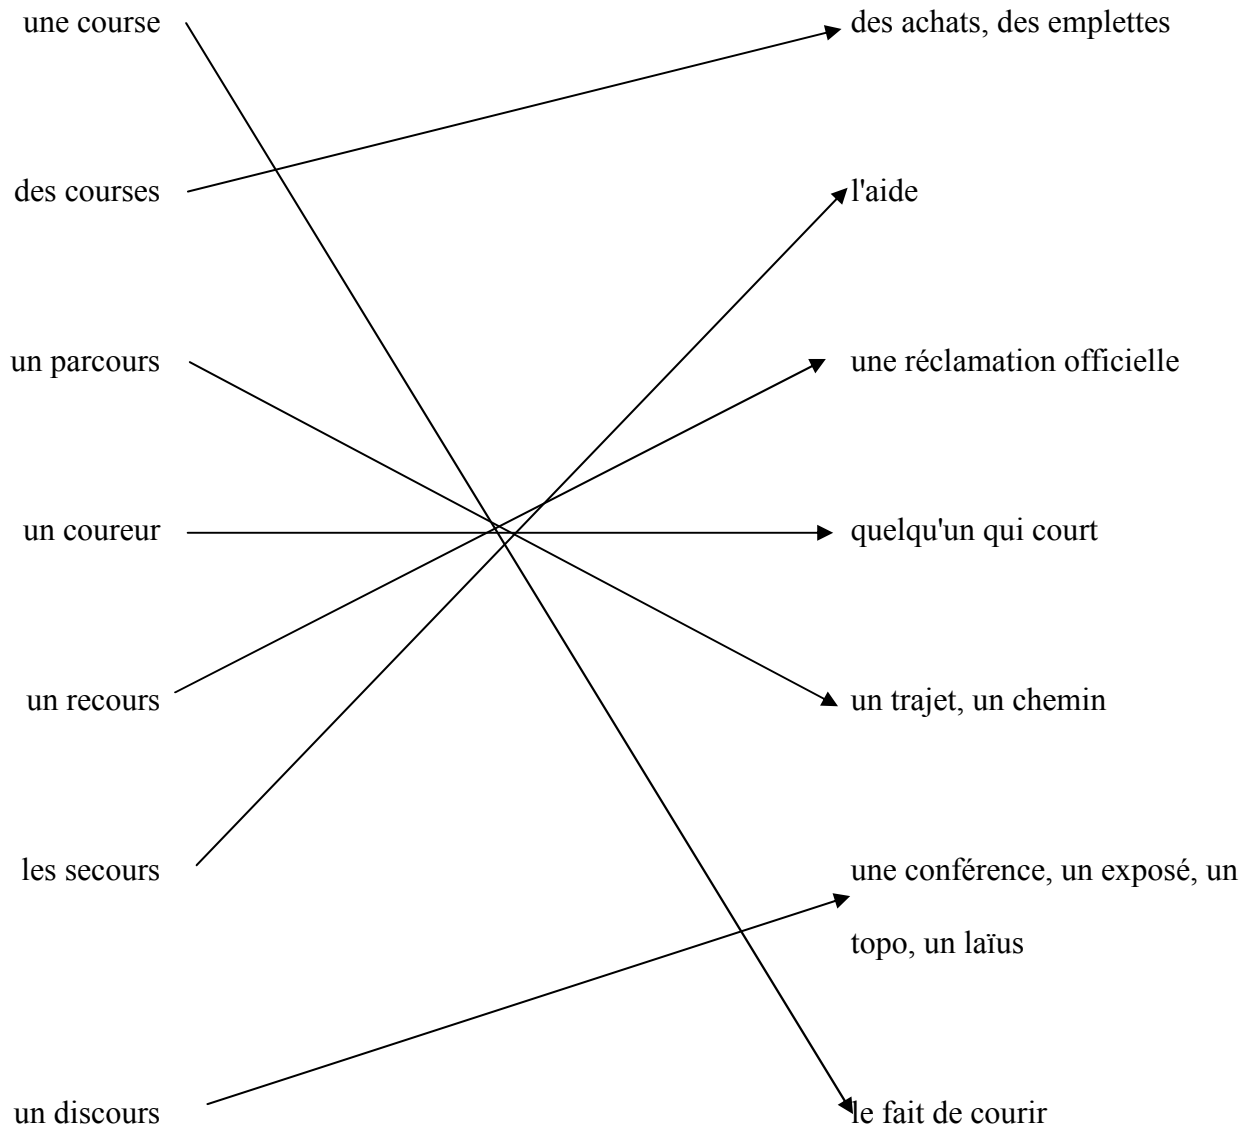 une course des achats, des emplettes
des courses l'aide
un parcours une réclamation officielle
un coureur quelqu'un qui court
un recours un trajet, un chemin
les secours une conférence, un exposé, un
topo, un laïus
un discours le fait de courir